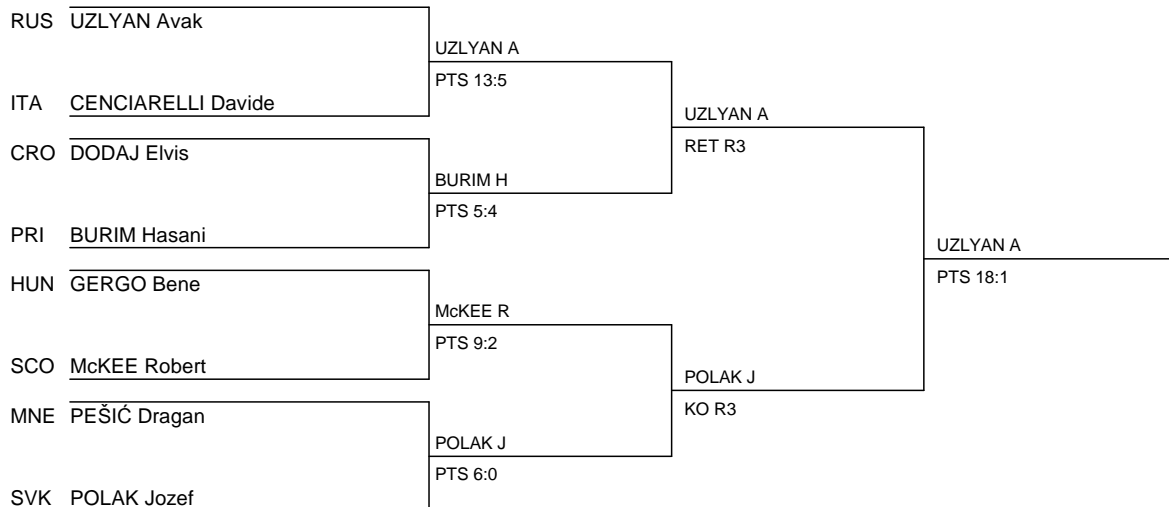 RUS UZLYAN Avak
UZLYAN A
PTS 13:5
ITA CENCIARELLI Davide
UZLYAN A
RET R3
CRO DODAJ Elvis
BURIM H
PTS 5:4
PRI BURIM Hasani
UZLYAN A
PTS 18:1
HUN GERGO Bene
McKEE R
PTS 9:2
SCO McKEE Robert
POLAK J
KO R3
MNE PEŠIĆ Dragan
POLAK J
PTS 6:0
SVK POLAK Jozef